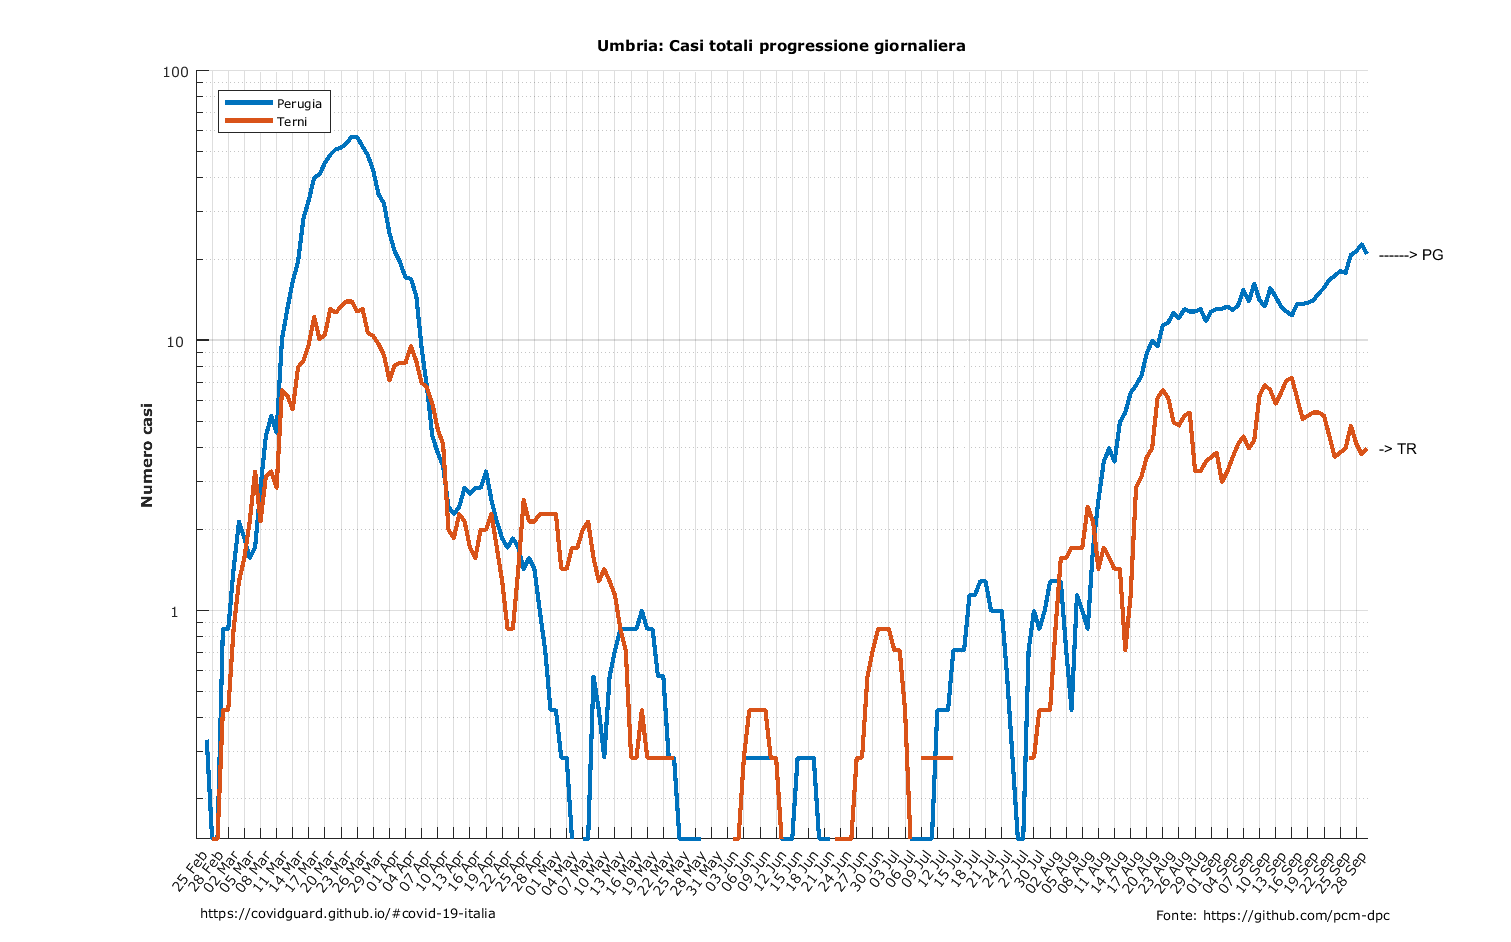 Umbria: Casi totali progressione giornaliera
100
Perugia
Terni
------> PG
10
Numero casi
-> TR
1
25 Feb
28 Feb
02 Mar
05 Mar
08 Mar
11 Mar
14 Mar
17 Mar
20 Mar
23 Mar
26 Mar
29 Mar
01 Apr
04 Apr
07 Apr
10 Apr
13 Apr
16 Apr
19 Apr
22 Apr
25 Apr
28 Apr
01 May
04 May
07 May
10 May
13 May
16 May
19 May
22 May
25 May
28 May
31 May
03 Jun
06 Jun
09 Jun
12 Jun
15 Jun
18 Jun
21 Jun
24 Jun
27 Jun
30 Jun
03 Jul
06 Jul
09 Jul
12 Jul
15 Jul
18 Jul
21 Jul
24 Jul
27 Jul
30 Jul
02 Aug
05 Aug
08 Aug
11 Aug
14 Aug
17 Aug
20 Aug
23 Aug
26 Aug
29 Aug
01 Sep
04 Sep
07 Sep
10 Sep
13 Sep
16 Sep
19 Sep
22 Sep
25 Sep
28 Sep
https://covidguard.github.io/#covid-19-italia
Fonte: https://github.com/pcm-dpc